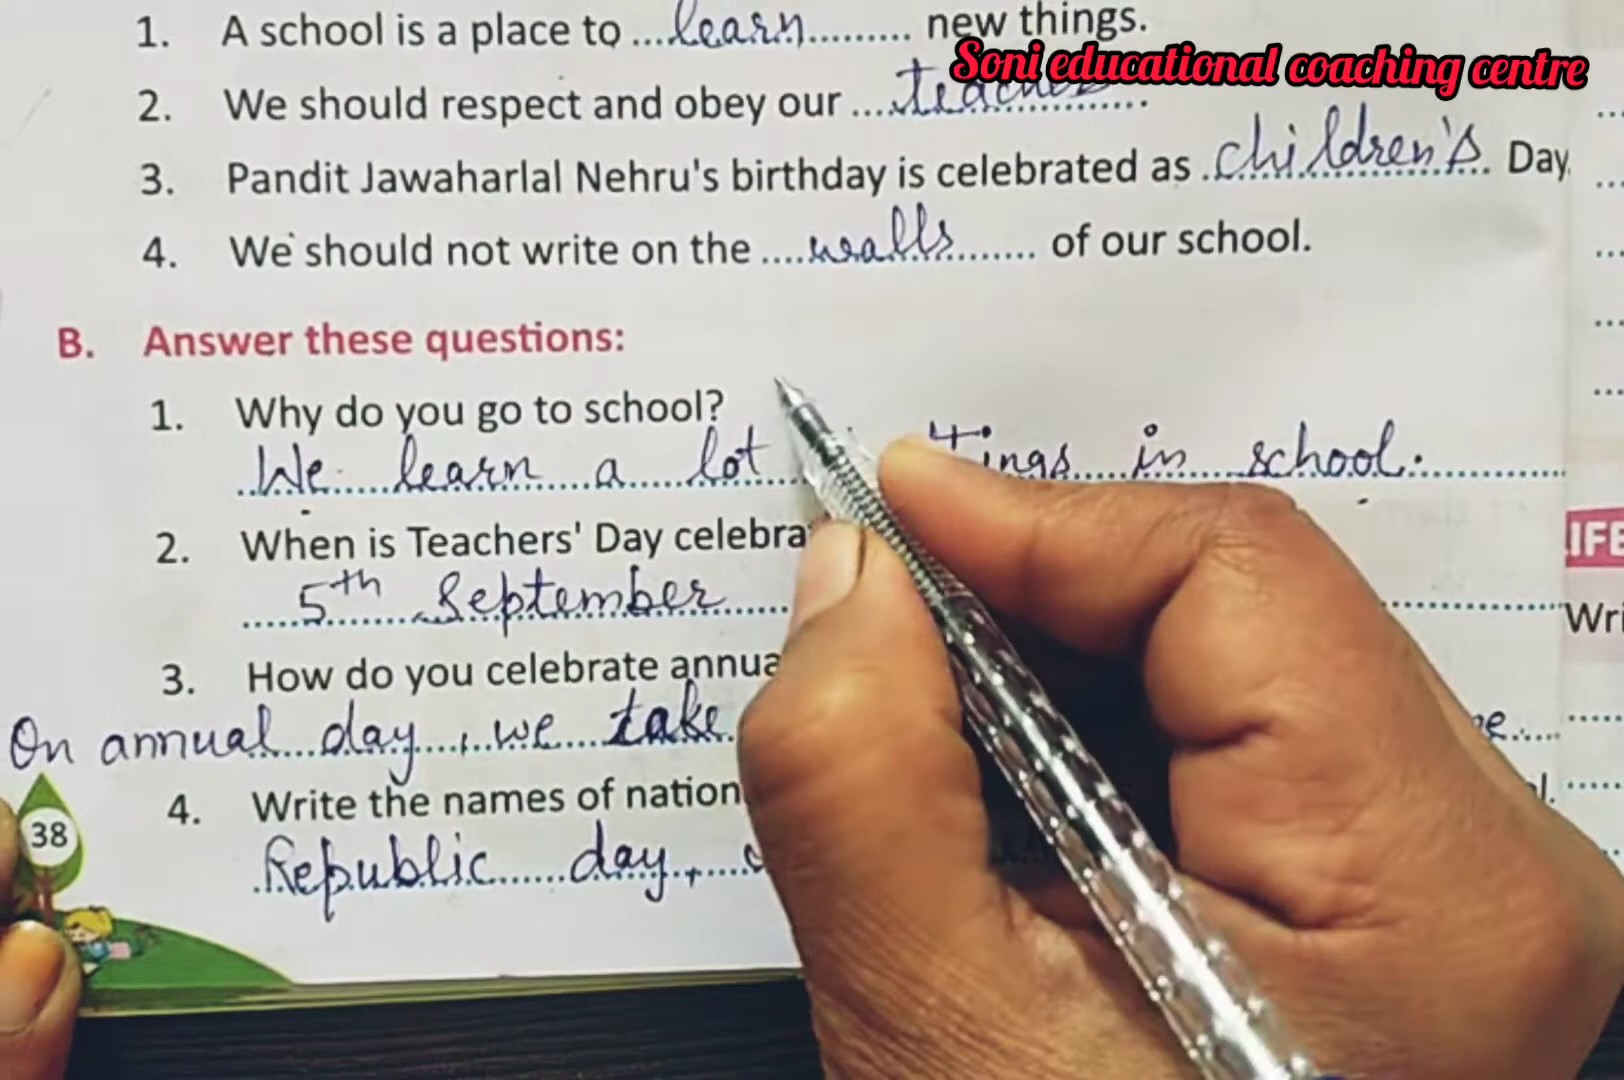 1. A school is a place to ....learn.......... new things.
Soni educational coaching centre
2. We should respect and obey our ....
3. Pandit Jawaharlal Nehru's birthday is celebrated as .children's. Day
4. We should not write on the ....walls......... of our school.
B. Answer these questions:
1. Why do you go to school?
We learn a lot tings in school.
2. When is Teachers' Day
5th September
3. How do you celebrate
On annual day, we take
4. Write the names of
Republic day,
38